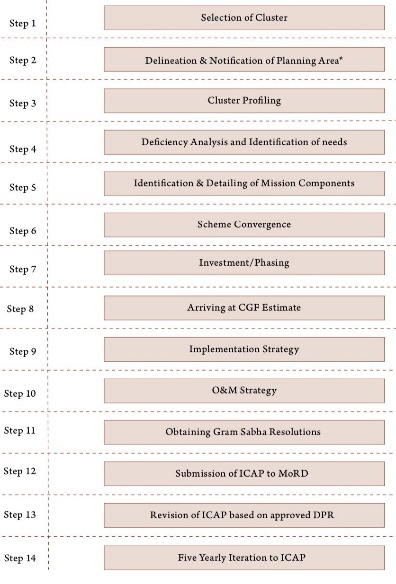 Step 1 Selection of Cluster
Step 2 Delineation & Notification of Planning Area*
Step 3 Cluster Profiling
Step 4 Deficiency Analysis and Identification of needs
Step 5 Identification & Detailing of Mission Components
Step 6 Scheme Convergence
Step 7 Investment/Phasing
Step 8 Arriving at CGF Estimate
Step 9 Implementation Strategy
Step 10 O&M Strategy
Step 11 Obtaining Gram Sabha Resolutions
Step 12 Submission of ICAP to MoRD
Step 13 Revision of ICAP based on approved DPR
Step 14 Five Yearly Iteration to ICAP